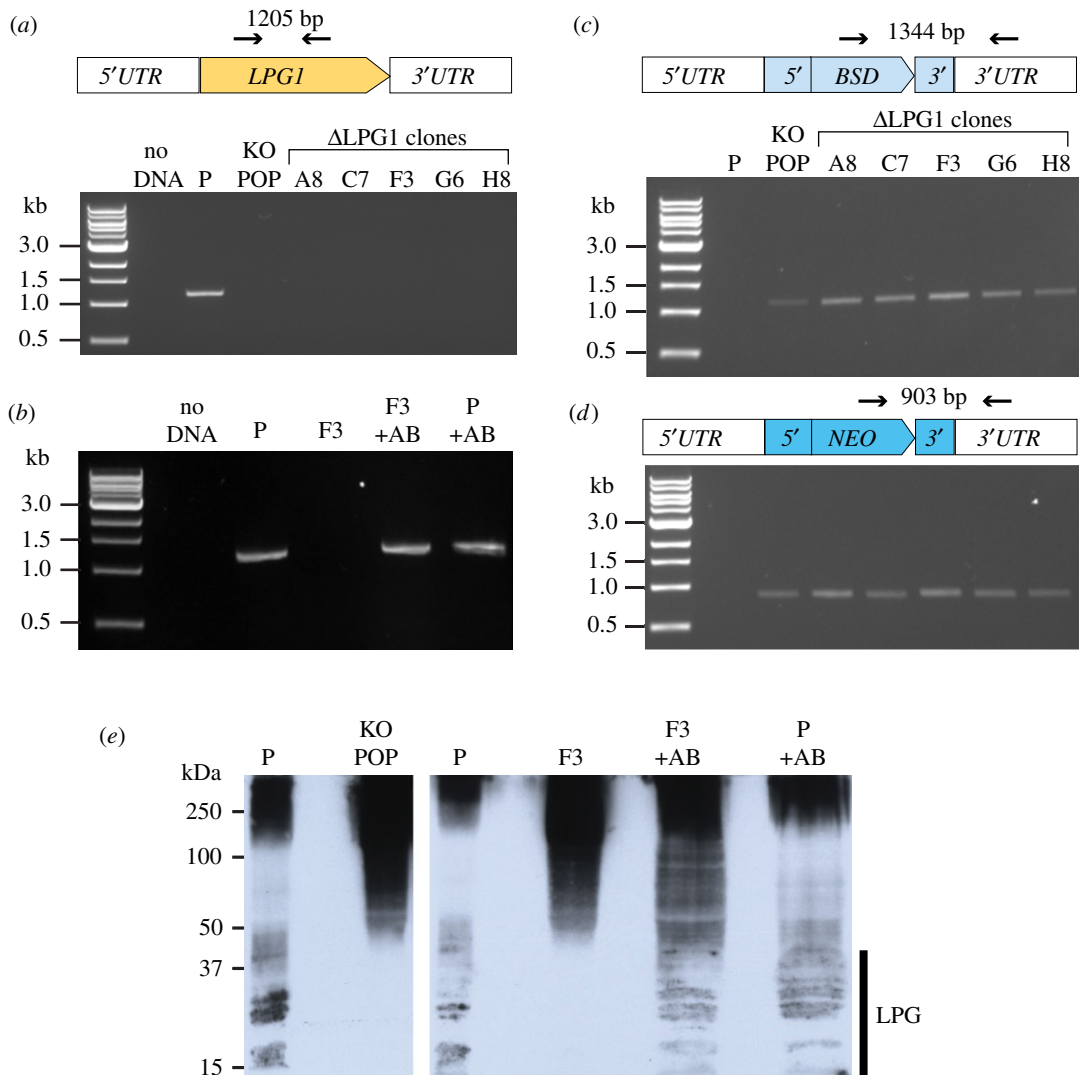 (a)
1205 bp
5′UTR LPG1 3′UTR
ΔLPG1 clones
no DNA P KO POP A8 C7 F3 G6 H8
kb
3.0
1.5
1.0
0.5
(b)
no DNA P F3 F3 +AB P +AB
kb
3.0
1.5
1.0
0.5
(c)
1344 bp
5′UTR 5′ BSD 3′ 3′UTR
ΔLPG1 clones
P KO POP A8 C7 F3 G6 H8
kb
3.0
1.5
1.0
0.5
(d)
903 bp
5′UTR 5′ NEO 3′ 3′UTR
kb
3.0
1.5
1.0
0.5
(e)
P KO POP P F3 F3 +AB P +AB
kDa
250
100
50
37
15
LPG